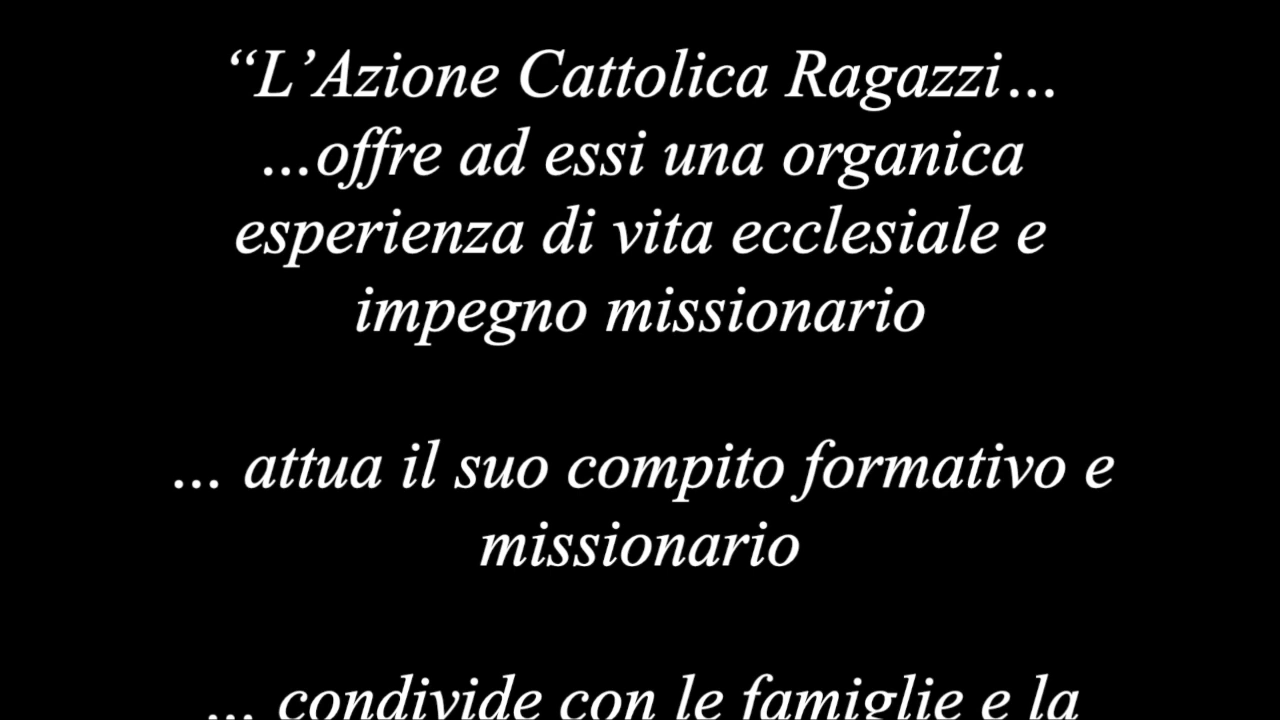 “L’Azione Cattolica Ragazzi…
…offre ad essi una organica
esperienza di vita ecclesiale e
impegno missionario
… attua il suo compito formativo e
missionario
… condivide con le famiglie e la